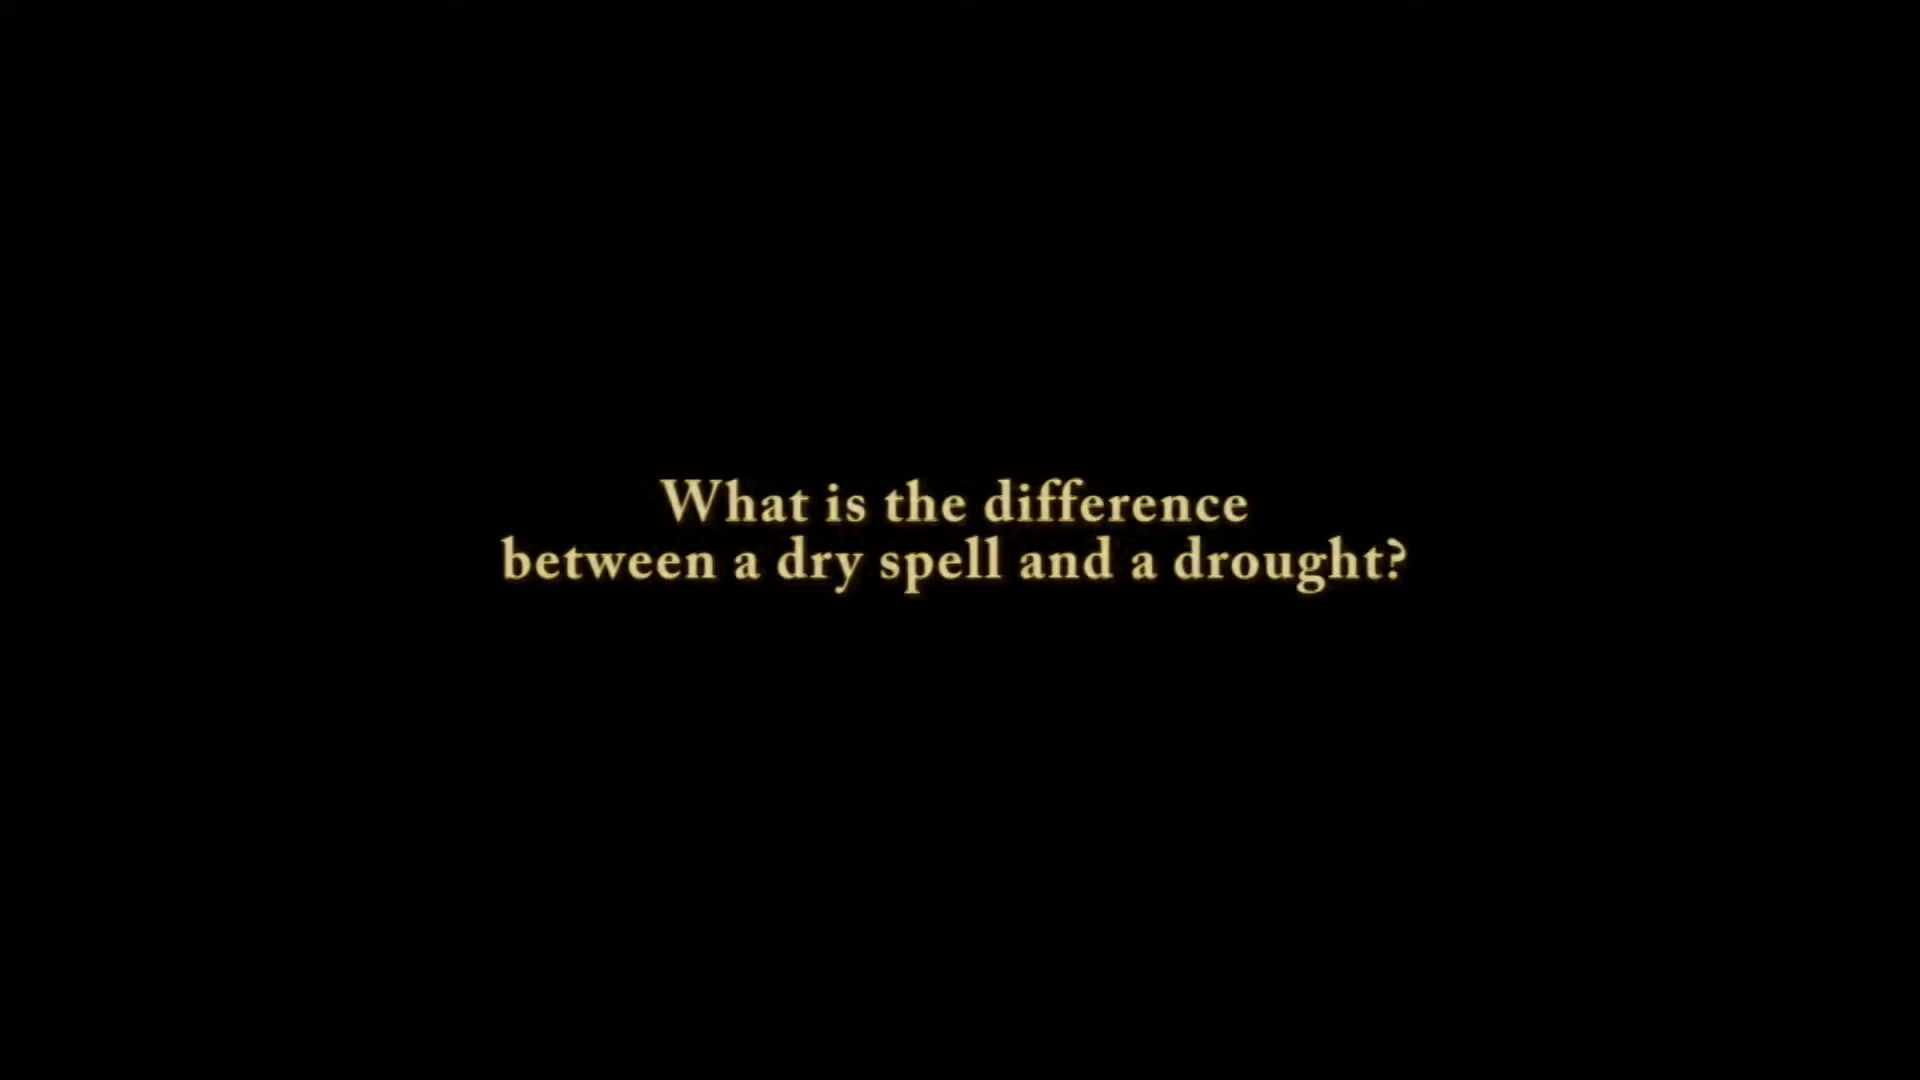 What is the difference
between a dry spell and a drought?